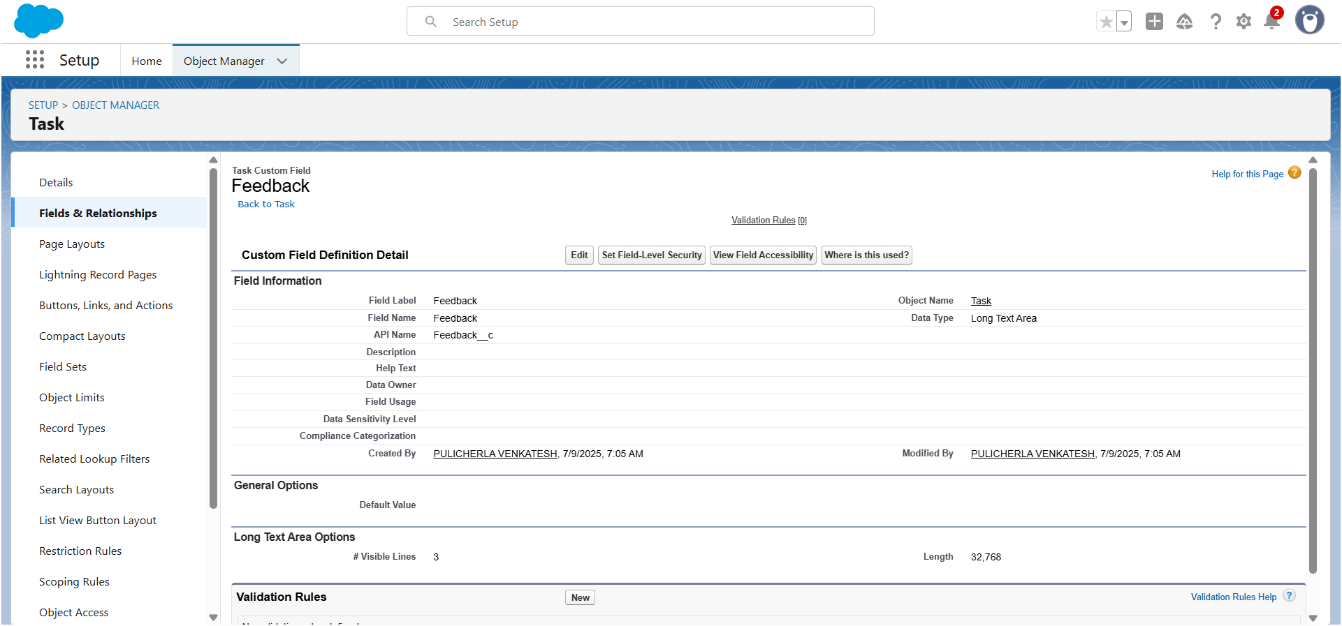 Search Setup
2
Setup
Home
Object Manager
SETUP > OBJECT MANAGER
Task
Details
Fields & Relationships
Page Layouts
Lightning Record Pages
Buttons, Links, and Actions
Compact Layouts
Field Sets
Object Limits
Record Types
Related Lookup Filters
Search Layouts
List View Button Layout
Restriction Rules
Scoping Rules
Object Access
Task Custom Field
Feedback
Back to Task
Help for this Page ?
Validation Rules [0]
Custom Field Definition Detail Edit Set Field-Level Security View Field Accessibility Where is this used?
Field Information
Field Label Feedback Object Name Task
Field Name Feedback Data Type Long Text Area
API Name Feedback__c
Description
Help Text
Data Owner
Field Usage
Data Sensitivity Level
Compliance Categorization
Created By PULICHERLA VENKATESH, 7/9/2025, 7:05 AM Modified By PULICHERLA VENKATESH, 7/9/2025, 7:05 AM
General Options
Default Value
Long Text Area Options
# Visible Lines 3 Length 32,768
Validation Rules New Validation Rules Help ?